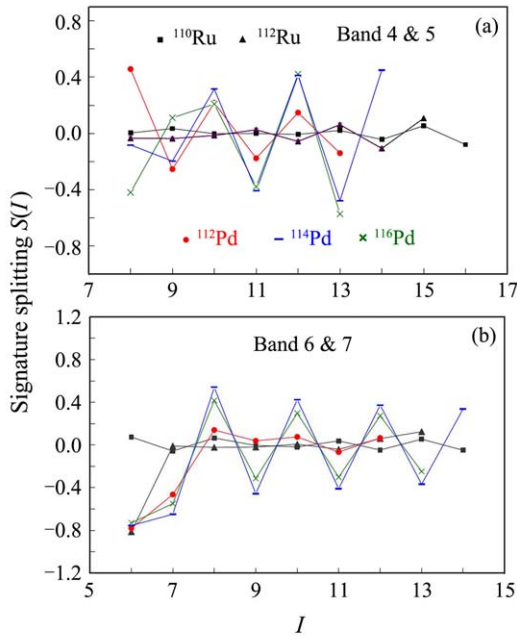 0.8
(a)
■ ¹¹⁰Ru ▲ ¹¹²Ru Band 4 & 5
0.4
0.0
−0.4
● ¹¹²Pd − ¹¹⁴Pd × ¹¹⁶Pd
−0.8
7 9 11 13 15 17
Signature splitting S(I)
1.2
(b)
Band 6 & 7
0.8
0.4
0.0
−0.4
−0.8
−1.2
5 7 9 11 13 15
I